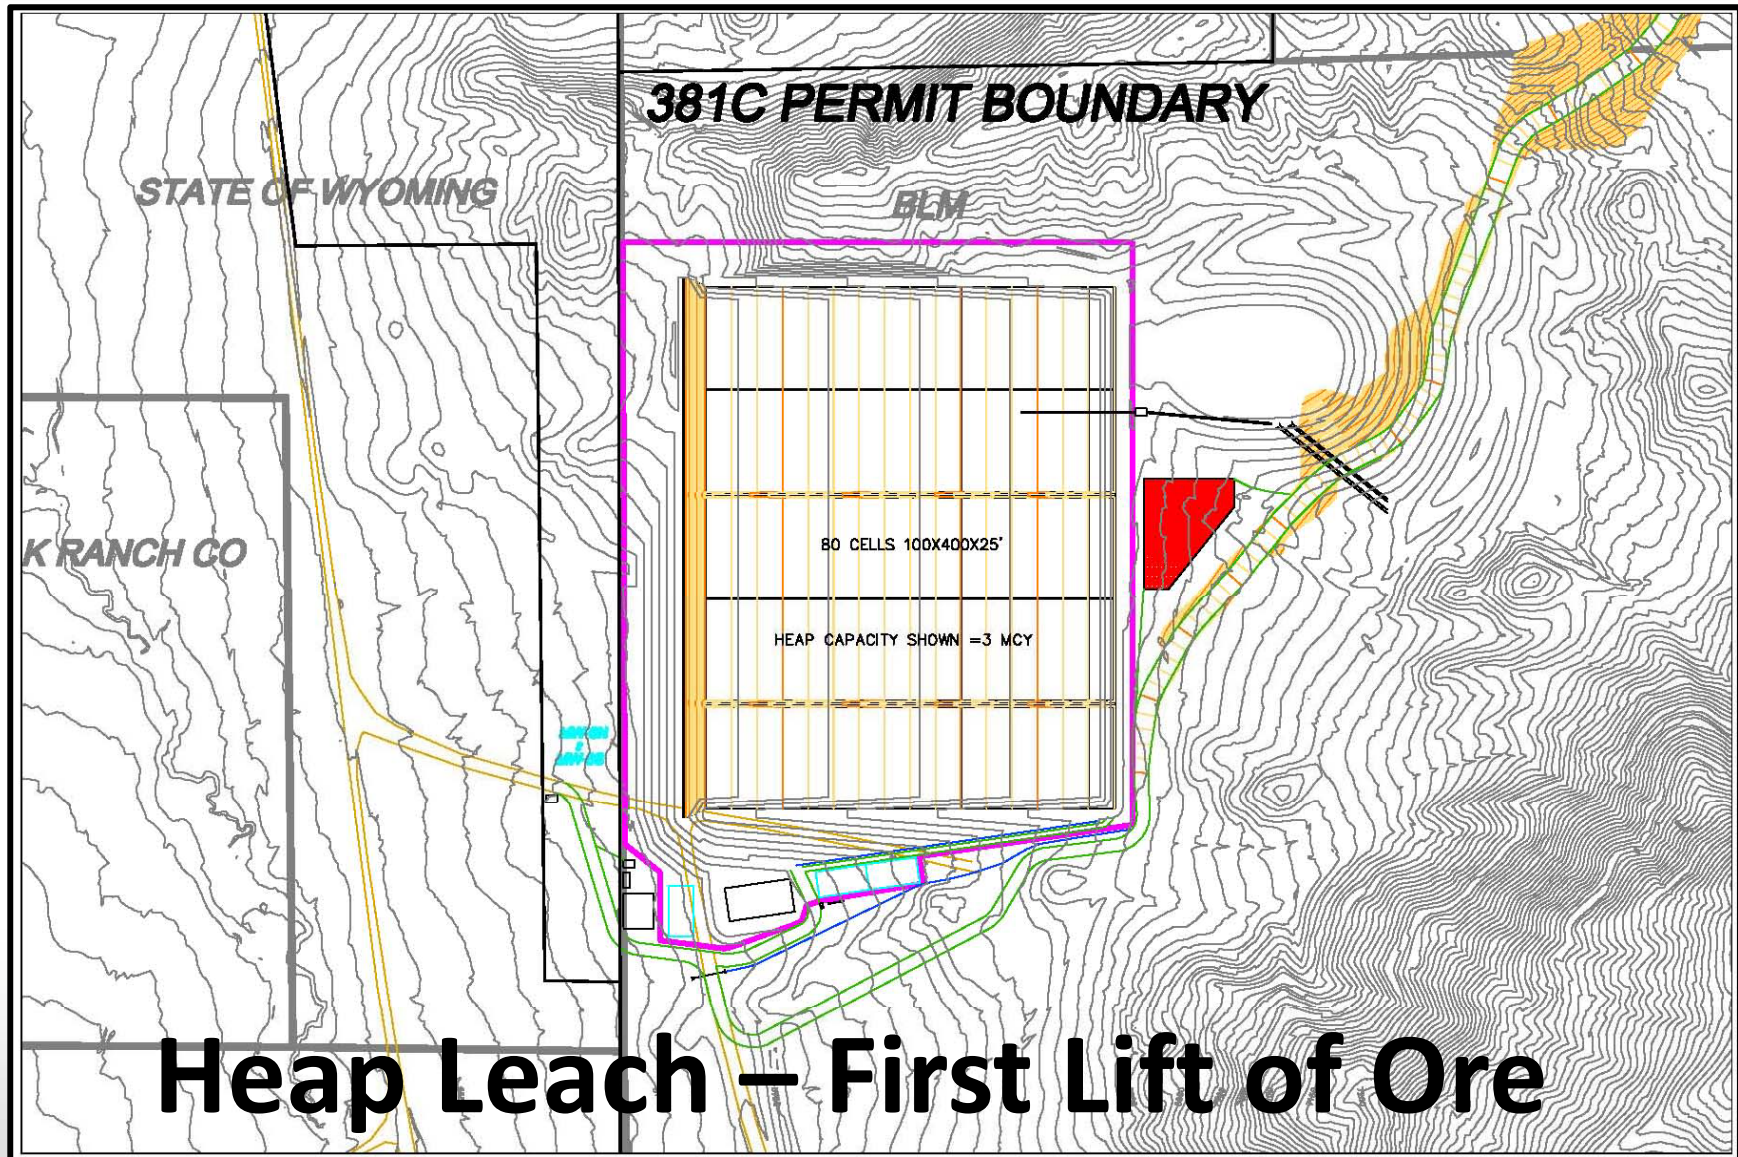 381C PERMIT BOUNDARY
STATE OF WYOMING
BLM
K RANCH CO
80 CELLS 100X400X25'
HEAP CAPACITY SHOWN =3 MCY
Heap Leach – First Lift of Ore